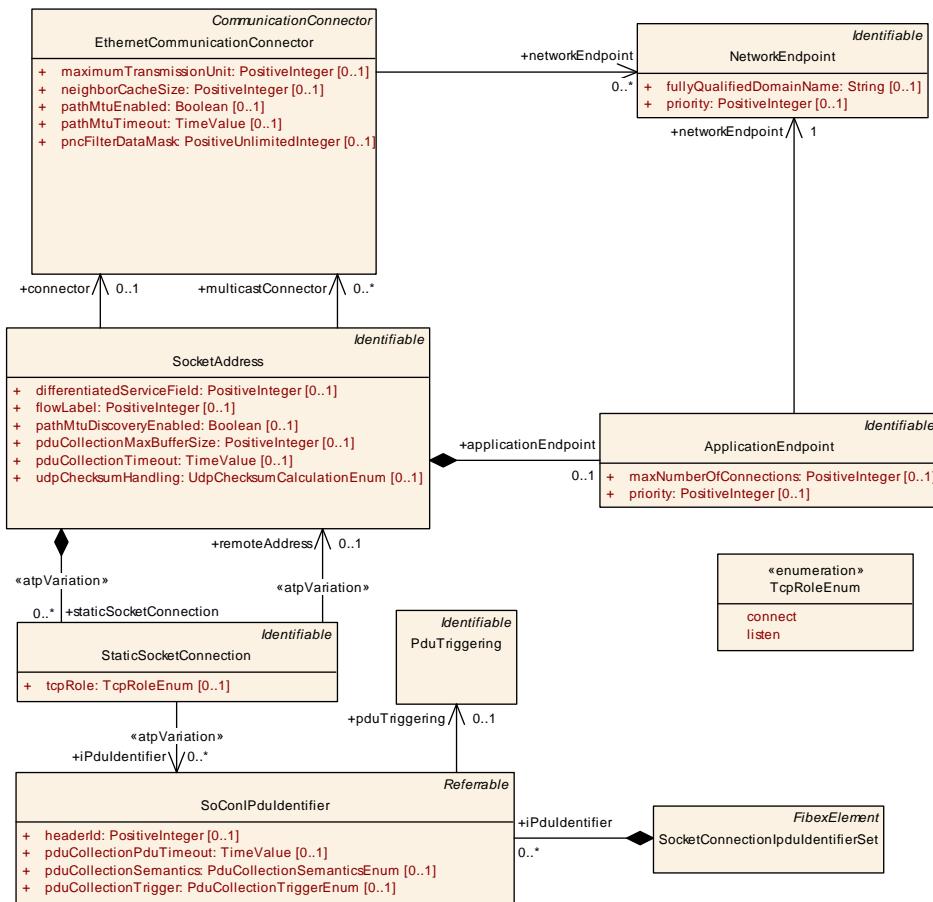 CommunicationConnector
EthernetCommunicationConnector
+ maximumTransmissionUnit: PositiveInteger [0..1]
+ neighborCacheSize: PositiveInteger [0..1]
+ pathMtuEnabled: Boolean [0..1]
+ pathMtuTimeout: TimeValue [0..1]
+ pncFilterDataMask: PositiveUnlimitedInteger [0..1]
+networkEndpoint
0..*
Identifiable
NetworkEndpoint
+ fullyQualifiedDomainName: String [0..1]
+ priority: PositiveInteger [0..1]
+networkEndpoint 1
+connector 0..1
+multicastConnector 0..*
Identifiable
SocketAddress
+ differentiatedServiceField: PositiveInteger [0..1]
+ flowLabel: PositiveInteger [0..1]
+ pathMtuDiscoveryEnabled: Boolean [0..1]
+ pduCollectionMaxBufferSize: PositiveInteger [0..1]
+ pduCollectionTimeout: TimeValue [0..1]
+ udpChecksumHandling: UdpChecksumCalculationEnum [0..1]
+applicationEndpoint
0..1
Identifiable
ApplicationEndpoint
+ maxNumberOfConnections: PositiveInteger [0..1]
+ priority: PositiveInteger [0..1]
+remoteAddress 0..1
«atpVariation»
«atpVariation»
0..* +staticSocketConnection
«enumeration»
TcpRoleEnum
connect
listen
Identifiable
StaticSocketConnection
+ tcpRole: TcpRoleEnum [0..1]
Identifiable
PduTriggering
+pduTriggering 0..1
«atpVariation»
+iPduIdentifier 0..*
Referrable
SoConIPduIdentifier
+ headerId: PositiveInteger [0..1]
+ pduCollectionPduTimeout: TimeValue [0..1]
+ pduCollectionSemantics: PduCollectionSemanticsEnum [0..1]
+ pduCollectionTrigger: PduCollectionTriggerEnum [0..1]
+iPduIdentifier
0..*
FibexElement
SocketConnectionIpduIdentifierSet